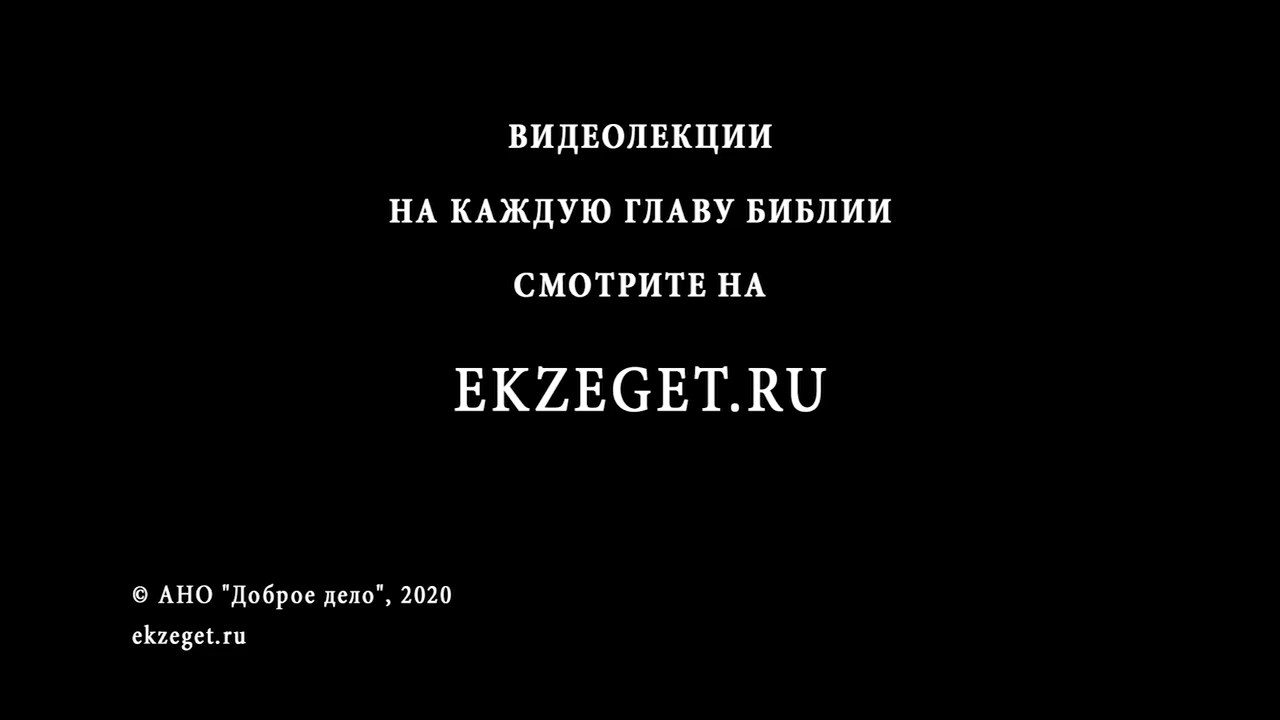 ВИДЕОЛЕКЦИИ
НА КАЖДУЮ ГЛАВУ БИБЛИИ
СМОТРИТЕ НА
EKZEGET.RU
© АНО "Доброе дело", 2020
ekzeget.ru